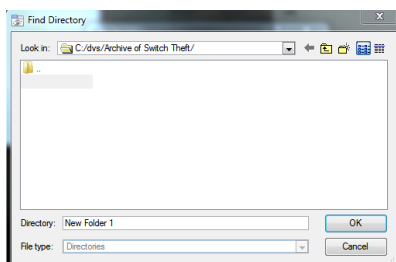 Find Directory
Look in: C:/dvs/Archive of Switch Theft/
..
Directory: New Folder 1 OK
File type: Directories Cancel